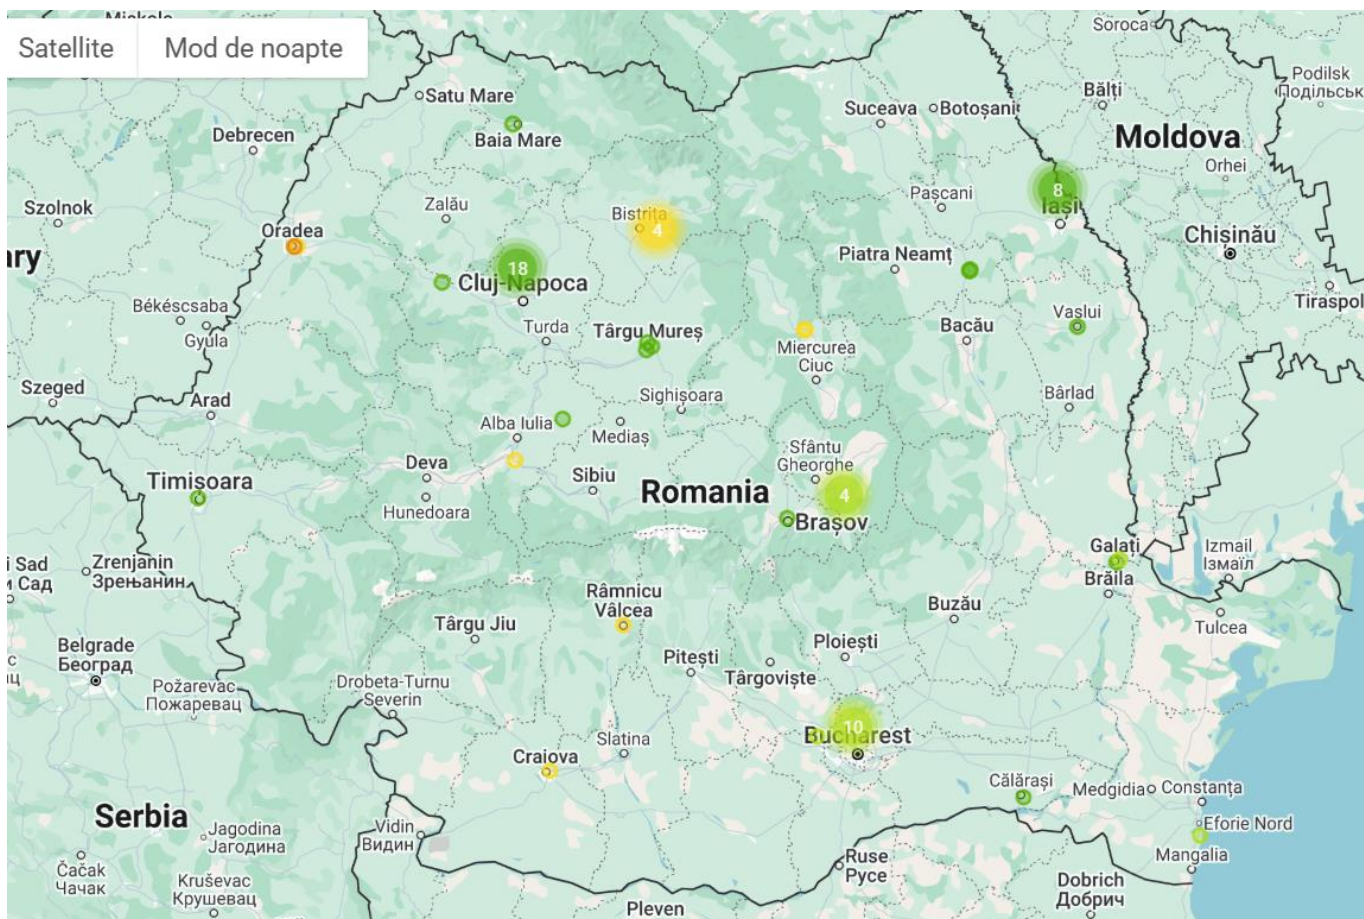 Satellite
Mod de noapte
Soroca
Podilsk
Подільськ
Satu Mare
Suceava
Botoșani
Bălți
Debrecen
Baia Mare
Moldova
Orhei
Szolnok
Zalău
Bistrița
4
Pașcani
8
Iași
Oradea
Chișinău
ary
18
Cluj-Napoca
Piatra Neamț
Tiraspol
Békéscsaba
Gyula
Turda
Târgu Mureș
Miercurea
Ciuc
Bacău
Vaslui
Szeged
Arad
Sighișoara
Bârlad
Alba Iulia
Mediaș
Sfântu
Gheorghe
Deva
Timișoara
Sibiu
Romania
4
Hunedoara
Brașov
i Sad
и Сад
Zrenjanin
Зрењанин
Galați
Izmail
Ізмаїл
Brăila
Râmnicu
Vâlcea
Buzău
Târgu Jiu
Tulcea
Belgrade
Београд
Ploiești
Pitești
Târgoviște
Požarevac
Пожаревац
Drobeta-Turnu
Severin
10
Bucharest
Slatina
Craiova
Călărași
Medgidia
Constanța
Serbia
Jagodina
Јагодина
Vidin
Видин
Eforie Nord
Mangalia
Čačak
Чачак
Ruse
Русе
Kruševac
Крушевац
Dobrich
Добрич
Pleven